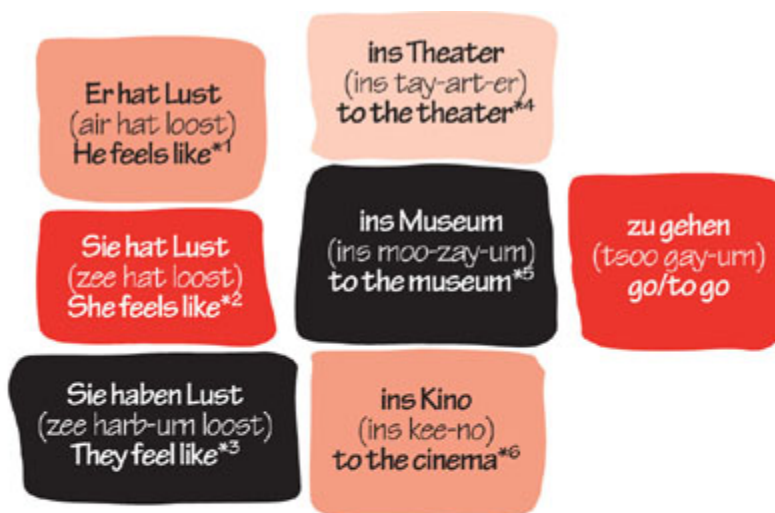 Er hat Lust
(air hat loost)
He feels like*1
Sie hat Lust
(zee hat loost)
She feels like*2
Sie haben Lust
(zee harb-um loost)
They feel like*3
ins Theater
(ins tay-art-er)
to the theater*4
ins Museum
(ins moo-zay-um)
to the museum*5
ins Kino
(ins kee-no)
to the cinema*6
zu gehen
(tsoo gay-um)
go/to go